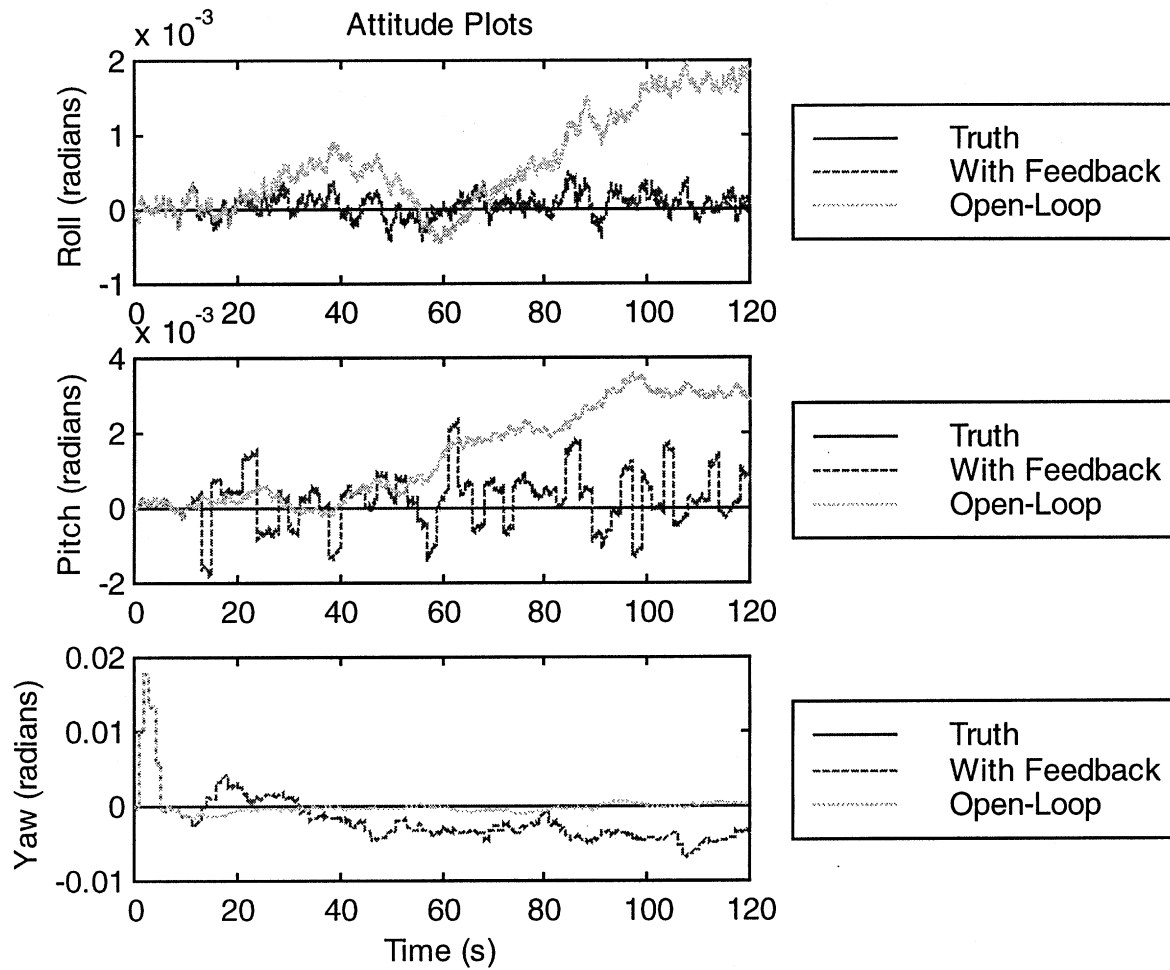 Attitude Plots
x 10-3
2
1
0
-1
Roll (radians)
0 20 40 60 80 100 120
Truth
With Feedback
Open-Loop
x 10-3
4
2
0
-2
Pitch (radians)
0 20 40 60 80 100 120
Truth
With Feedback
Open-Loop
0.02
0.01
0
-0.01
Yaw (radians)
0 20 40 60 80 100 120
Time (s)
Truth
With Feedback
Open-Loop